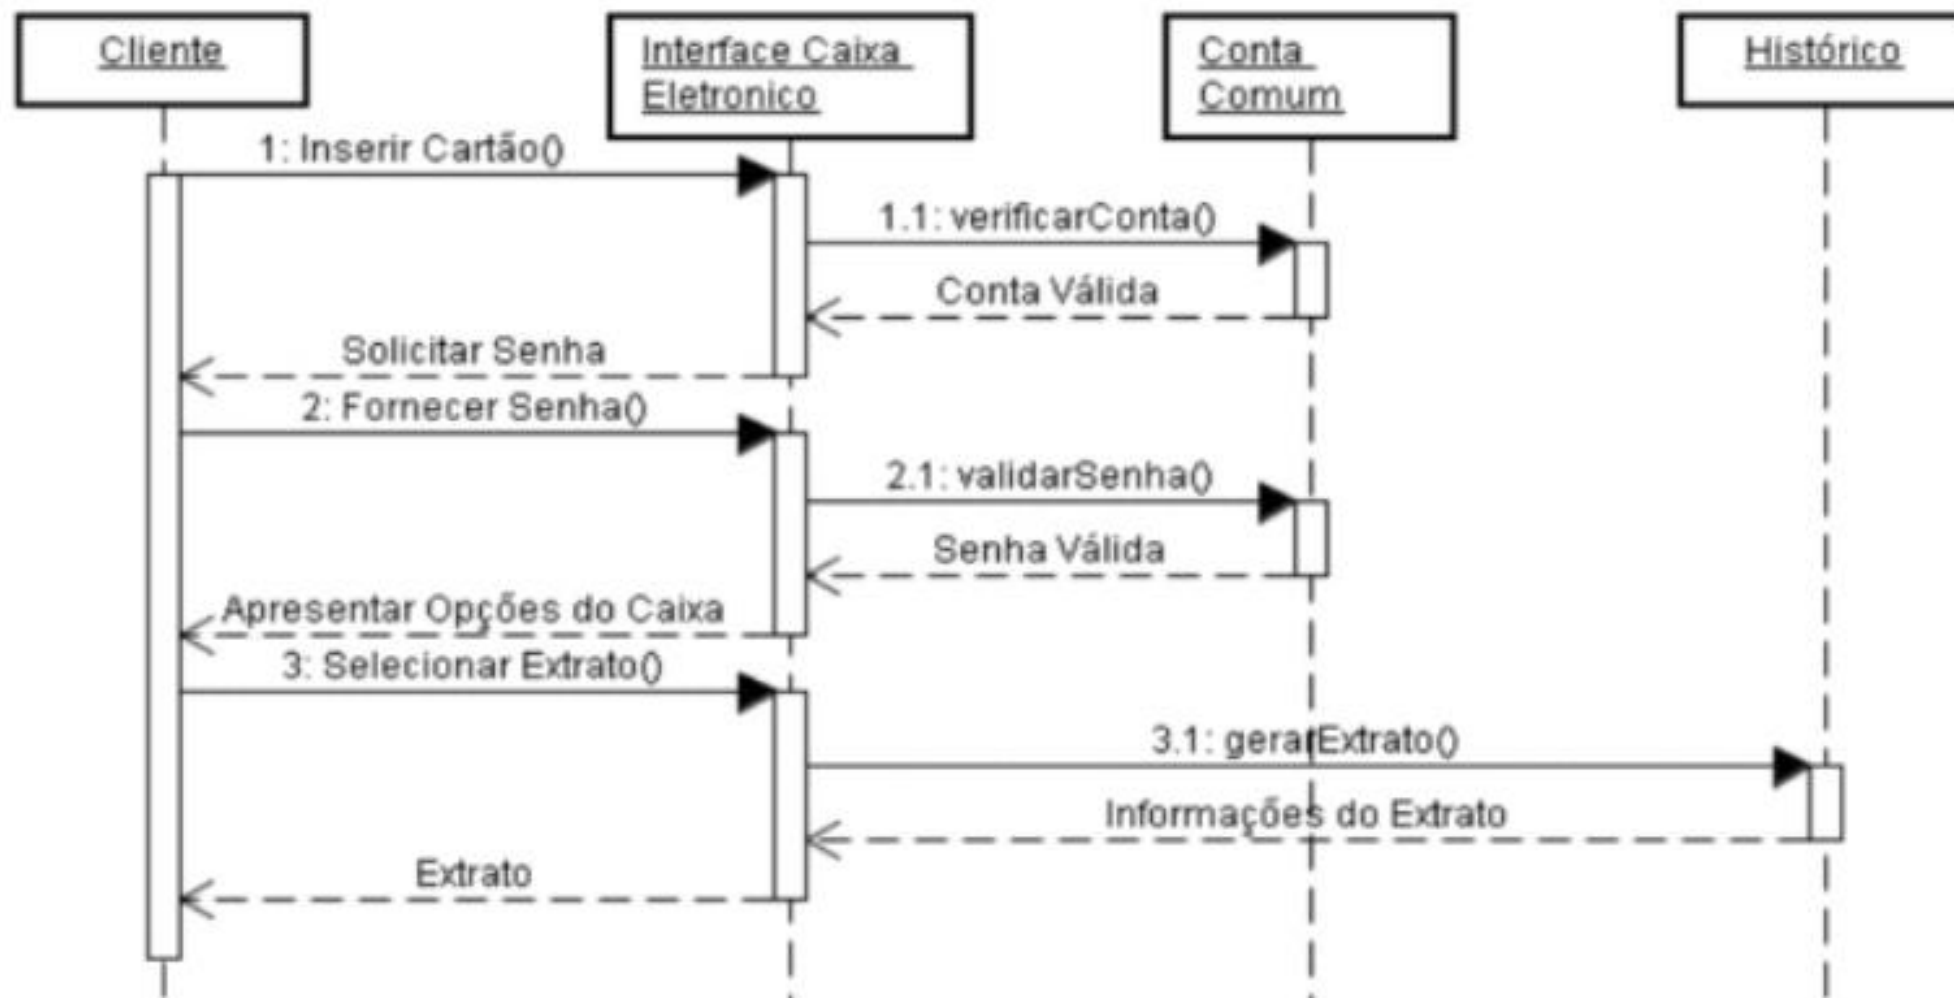 Cliente
Interface Caixa
Eletronico
Conta
Comum
Histórico
1: Inserir Cartão()
1.1: verificarConta()
Conta Válida
Solicitar Senha
2: Fornecer Senha()
2.1: validarSenha()
Senha Válida
Apresentar Opções do Caixa
3: Selecionar Extrato()
3.1: gerarExtrato()
Informações do Extrato
Extrato